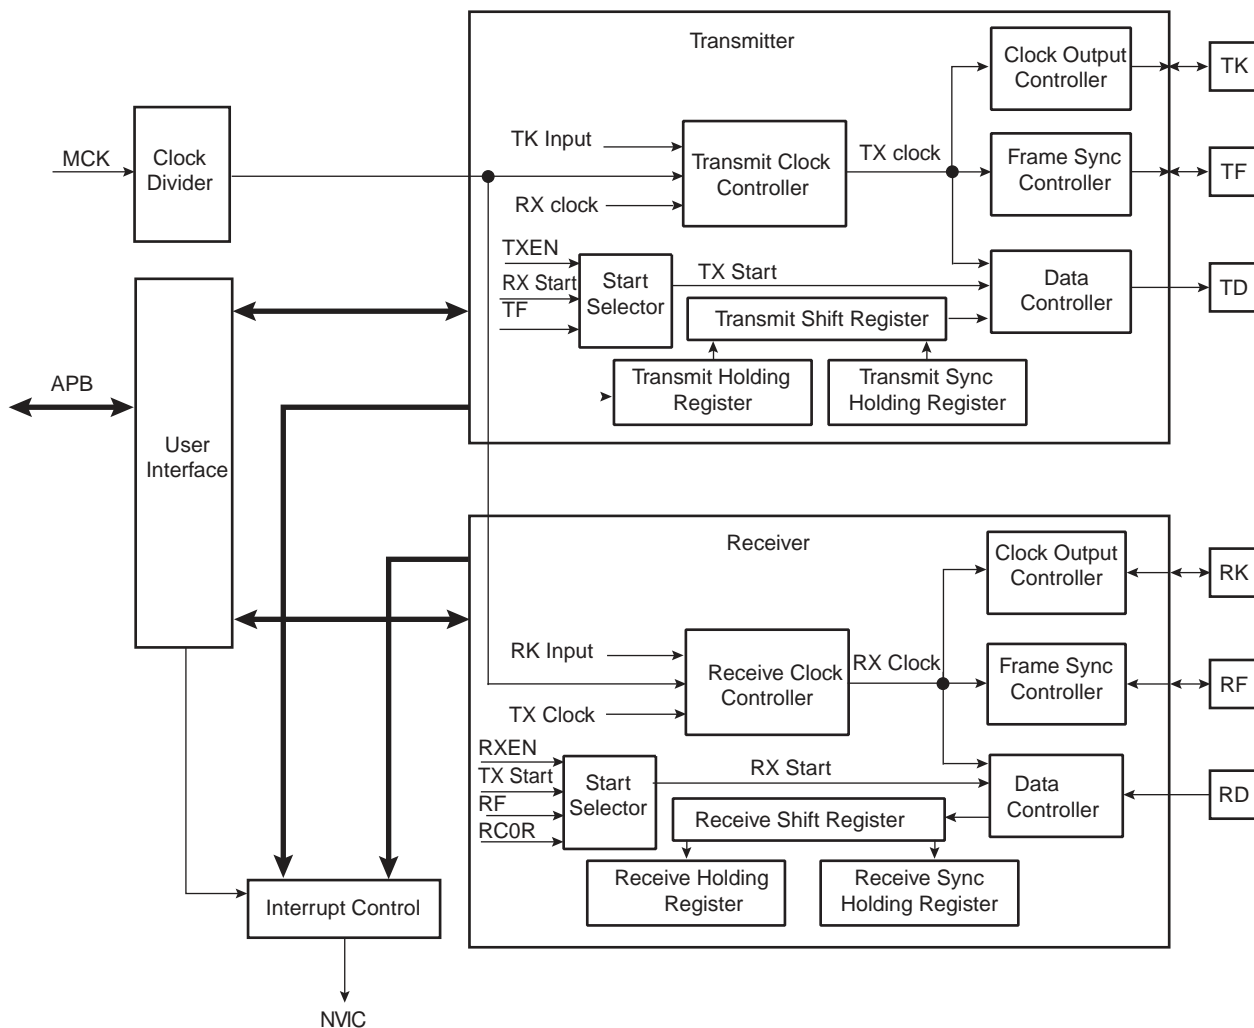 Transmitter
Clock Output
Controller
TK
MCK
Clock
Divider
TK Input
Transmit Clock
Controller
TX clock
RX clock
Frame Sync
Controller
TF
TXEN
RX Start
TF
Start
Selector
TX Start
Data
Controller
TD
Transmit Shift Register
Transmit Holding
Register
Transmit Sync
Holding Register
APB
User
Interface
Receiver
Clock Output
Controller
RK
RK Input
Receive Clock
Controller
RX Clock
TX Clock
Frame Sync
Controller
RF
RXEN
TX Start
RF
RC0R
Start
Selector
RX Start
Data
Controller
RD
Receive Shift Register
Receive Holding
Register
Receive Sync
Holding Register
Interrupt Control
NVIC